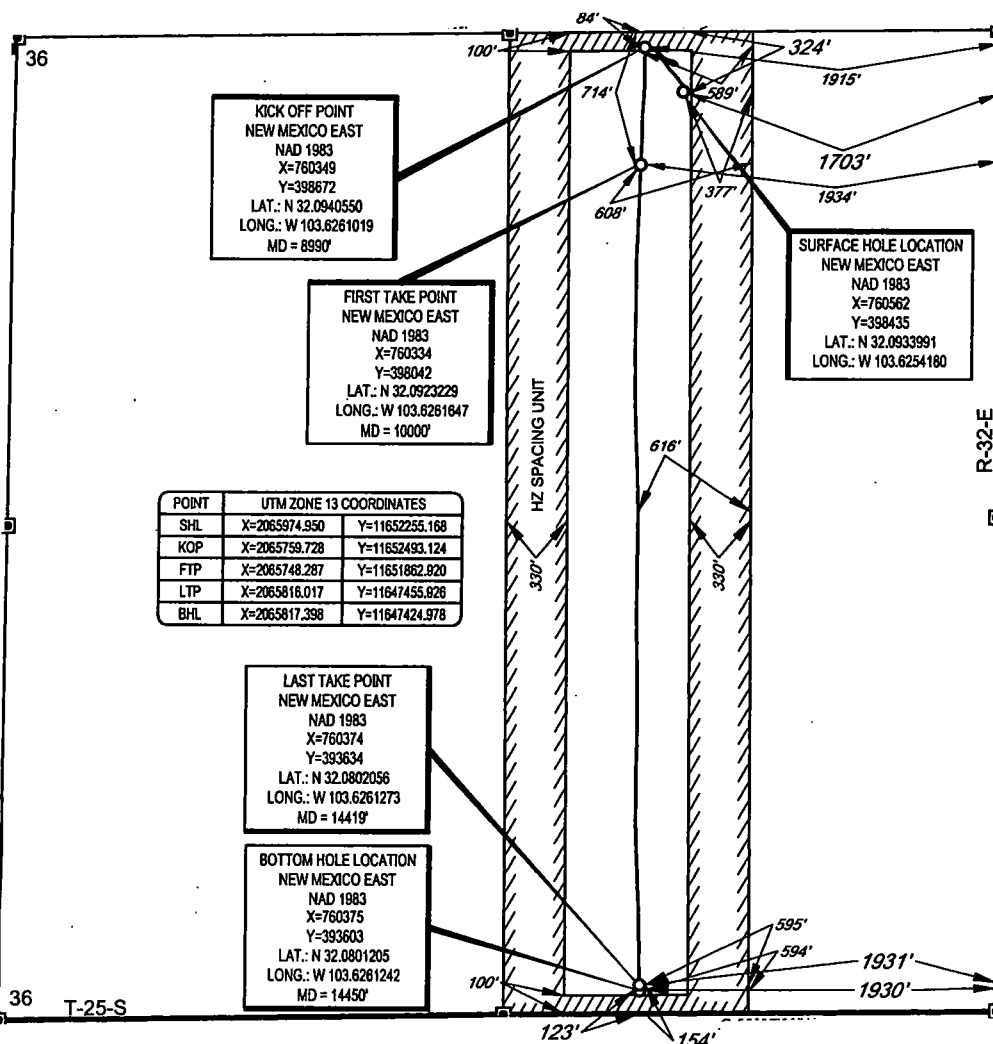 84'
36
100'
324'
1915'
714'
589'
KICK OFF POINT
NEW MEXICO EAST
NAD 1983
X=760349
Y=398672
LAT.: N 32.0940550
LONG.: W 103.6261019
MD = 8990'
1703'
377'
1934'
608'
SURFACE HOLE LOCATION
NEW MEXICO EAST
NAD 1983
X=760562
Y=398435
LAT.: N 32.0933991
LONG.: W 103.6254180
FIRST TAKE POINT
NEW MEXICO EAST
NAD 1983
X=760334
Y=398042
LAT.: N 32.0923229
LONG.: W 103.6261647
MD = 10000'
HZ SPACING UNIT
R-32-E
616'
POINT UTM ZONE 13 COORDINATES
SHL X=2065974.950 Y=11652255.168
KOP X=2065759.728 Y=11652493.124
FTP X=2065748.287 Y=11651862.920
LTP X=2065816.017 Y=11647455.926
BHL X=2065817.398 Y=11647424.978
330'
330'
LAST TAKE POINT
NEW MEXICO EAST
NAD 1983
X=760374
Y=393634
LAT.: N 32.0802056
LONG.: W 103.6261273
MD = 14419'
BOTTOM HOLE LOCATION
NEW MEXICO EAST
NAD 1983
X=760375
Y=393603
LAT.: N 32.0801205
LONG.: W 103.6261242
MD = 14450'
595'
594'
1931'
1930'
100'
36
T-25-S
123'
154'